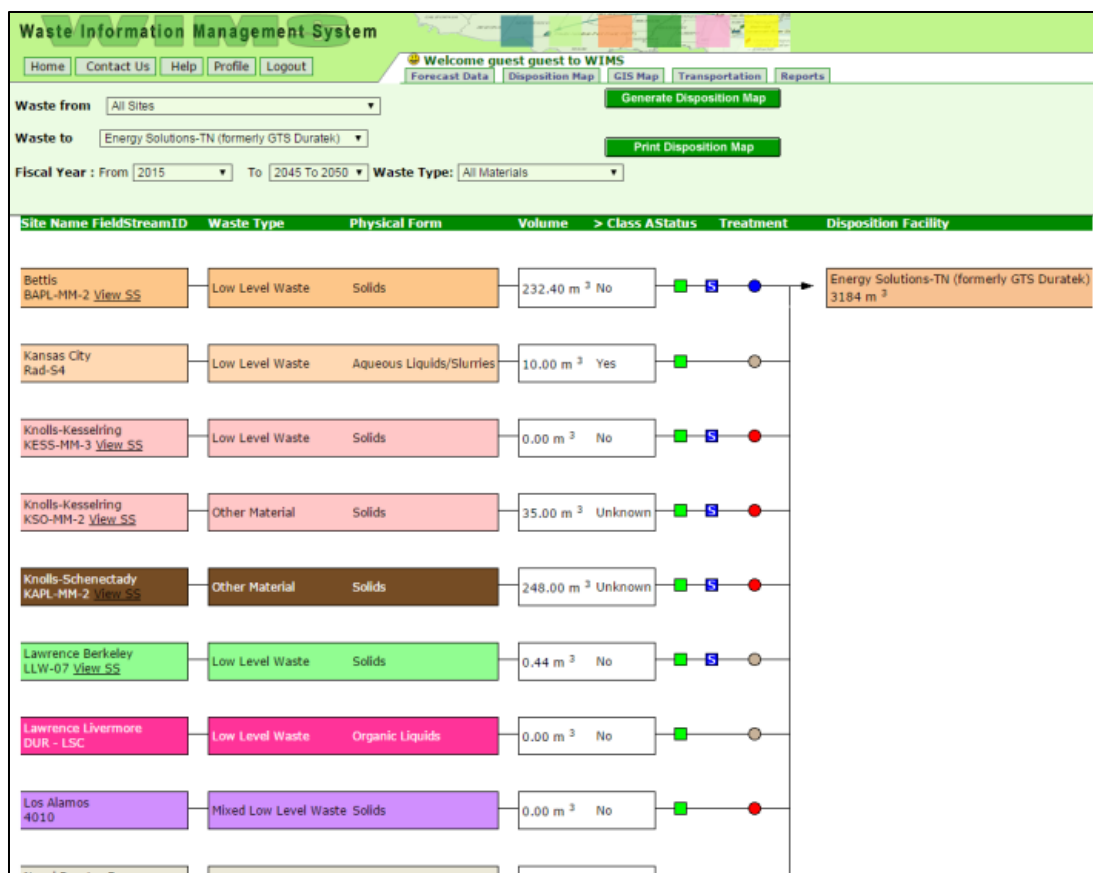 Waste Information Management System
Home Contact Us Help Profile Logout
Welcome guest guest to WIMS
Forecast Data Disposition Map GIS Map Transportation Reports
Waste from All Sites
Generate Disposition Map
Waste to Energy Solutions-TN (formerly GTS Duratek)
Print Disposition Map
Fiscal Year : From 2015 To 2045 To 2050 Waste Type: All Materials
Site Name FieldStreamID Waste Type Physical Form Volume > Class AStatus Treatment Disposition Facility
Bettis
BAPL-MM-2 View SS Low Level Waste Solids 232.40 m 3 No S
Energy Solutions-TN (formerly GTS Duratek)
3184 m 3
Kansas City
Rad-S4 Low Level Waste Aqueous Liquids/Slurries 10.00 m 3 Yes
Knolls-Kesselring
KESS-MM-3 View SS Low Level Waste Solids 0.00 m 3 No S
Knolls-Kesselring
KSO-MM-2 View SS Other Material Solids 35.00 m 3 Unknown S
Knolls-Schenectady
KAPL-MM-2 View SS Other Material Solids 248.00 m 3 Unknown S
Lawrence Berkeley
LLW-07 View SS Low Level Waste Solids 0.44 m 3 No S
Lawrence Livermore
DUR - LSC Low Level Waste Organic Liquids 0.00 m 3 No
Los Alamos
4010 Mixed Low Level Waste Solids 0.00 m 3 No